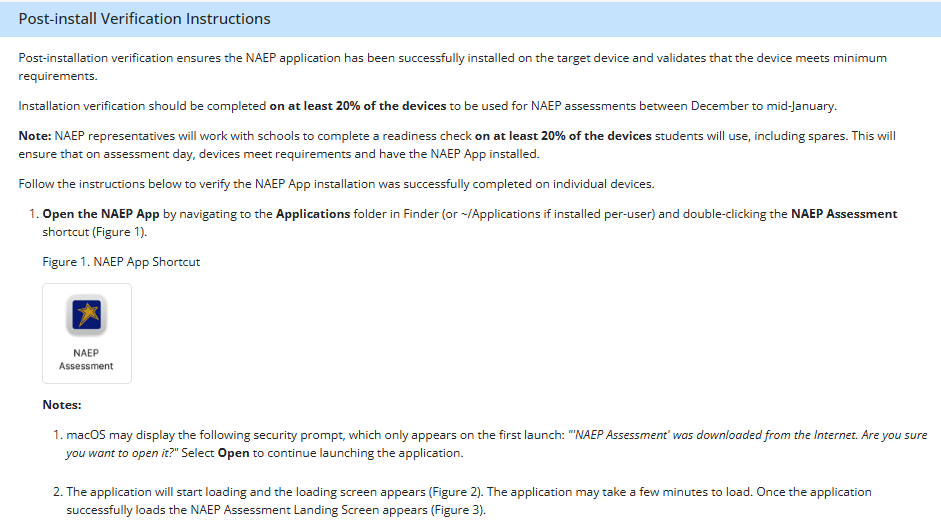 Post-install Verification Instructions
Post-installation verification ensures the NAEP application has been successfully installed on the target device and validates that the device meets minimum
requirements.
Installation verification should be completed on at least 20% of the devices to be used for NAEP assessments between December to mid-January.
Note: NAEP representatives will work with schools to complete a readiness check on at least 20% of the devices students will use, including spares. This will
ensure that on assessment day, devices meet requirements and have the NAEP App installed.
Follow the instructions below to verify the NAEP App installation was successfully completed on individual devices.
1. Open the NAEP App by navigating to the Applications folder in Finder (or ~/Applications if installed per-user) and double-clicking the NAEP Assessment
shortcut (Figure 1).
Figure 1. NAEP App Shortcut
NAEP
Assessment
Notes:
1. macOS may display the following security prompt, which only appears on the first launch: "'NAEP Assessment' was downloaded from the Internet. Are you sure
you want to open it?" Select Open to continue launching the application.
2. The application will start loading and the loading screen appears (Figure 2). The application may take a few minutes to load. Once the application
successfully loads the NAEP Assessment Landing Screen appears (Figure 3).